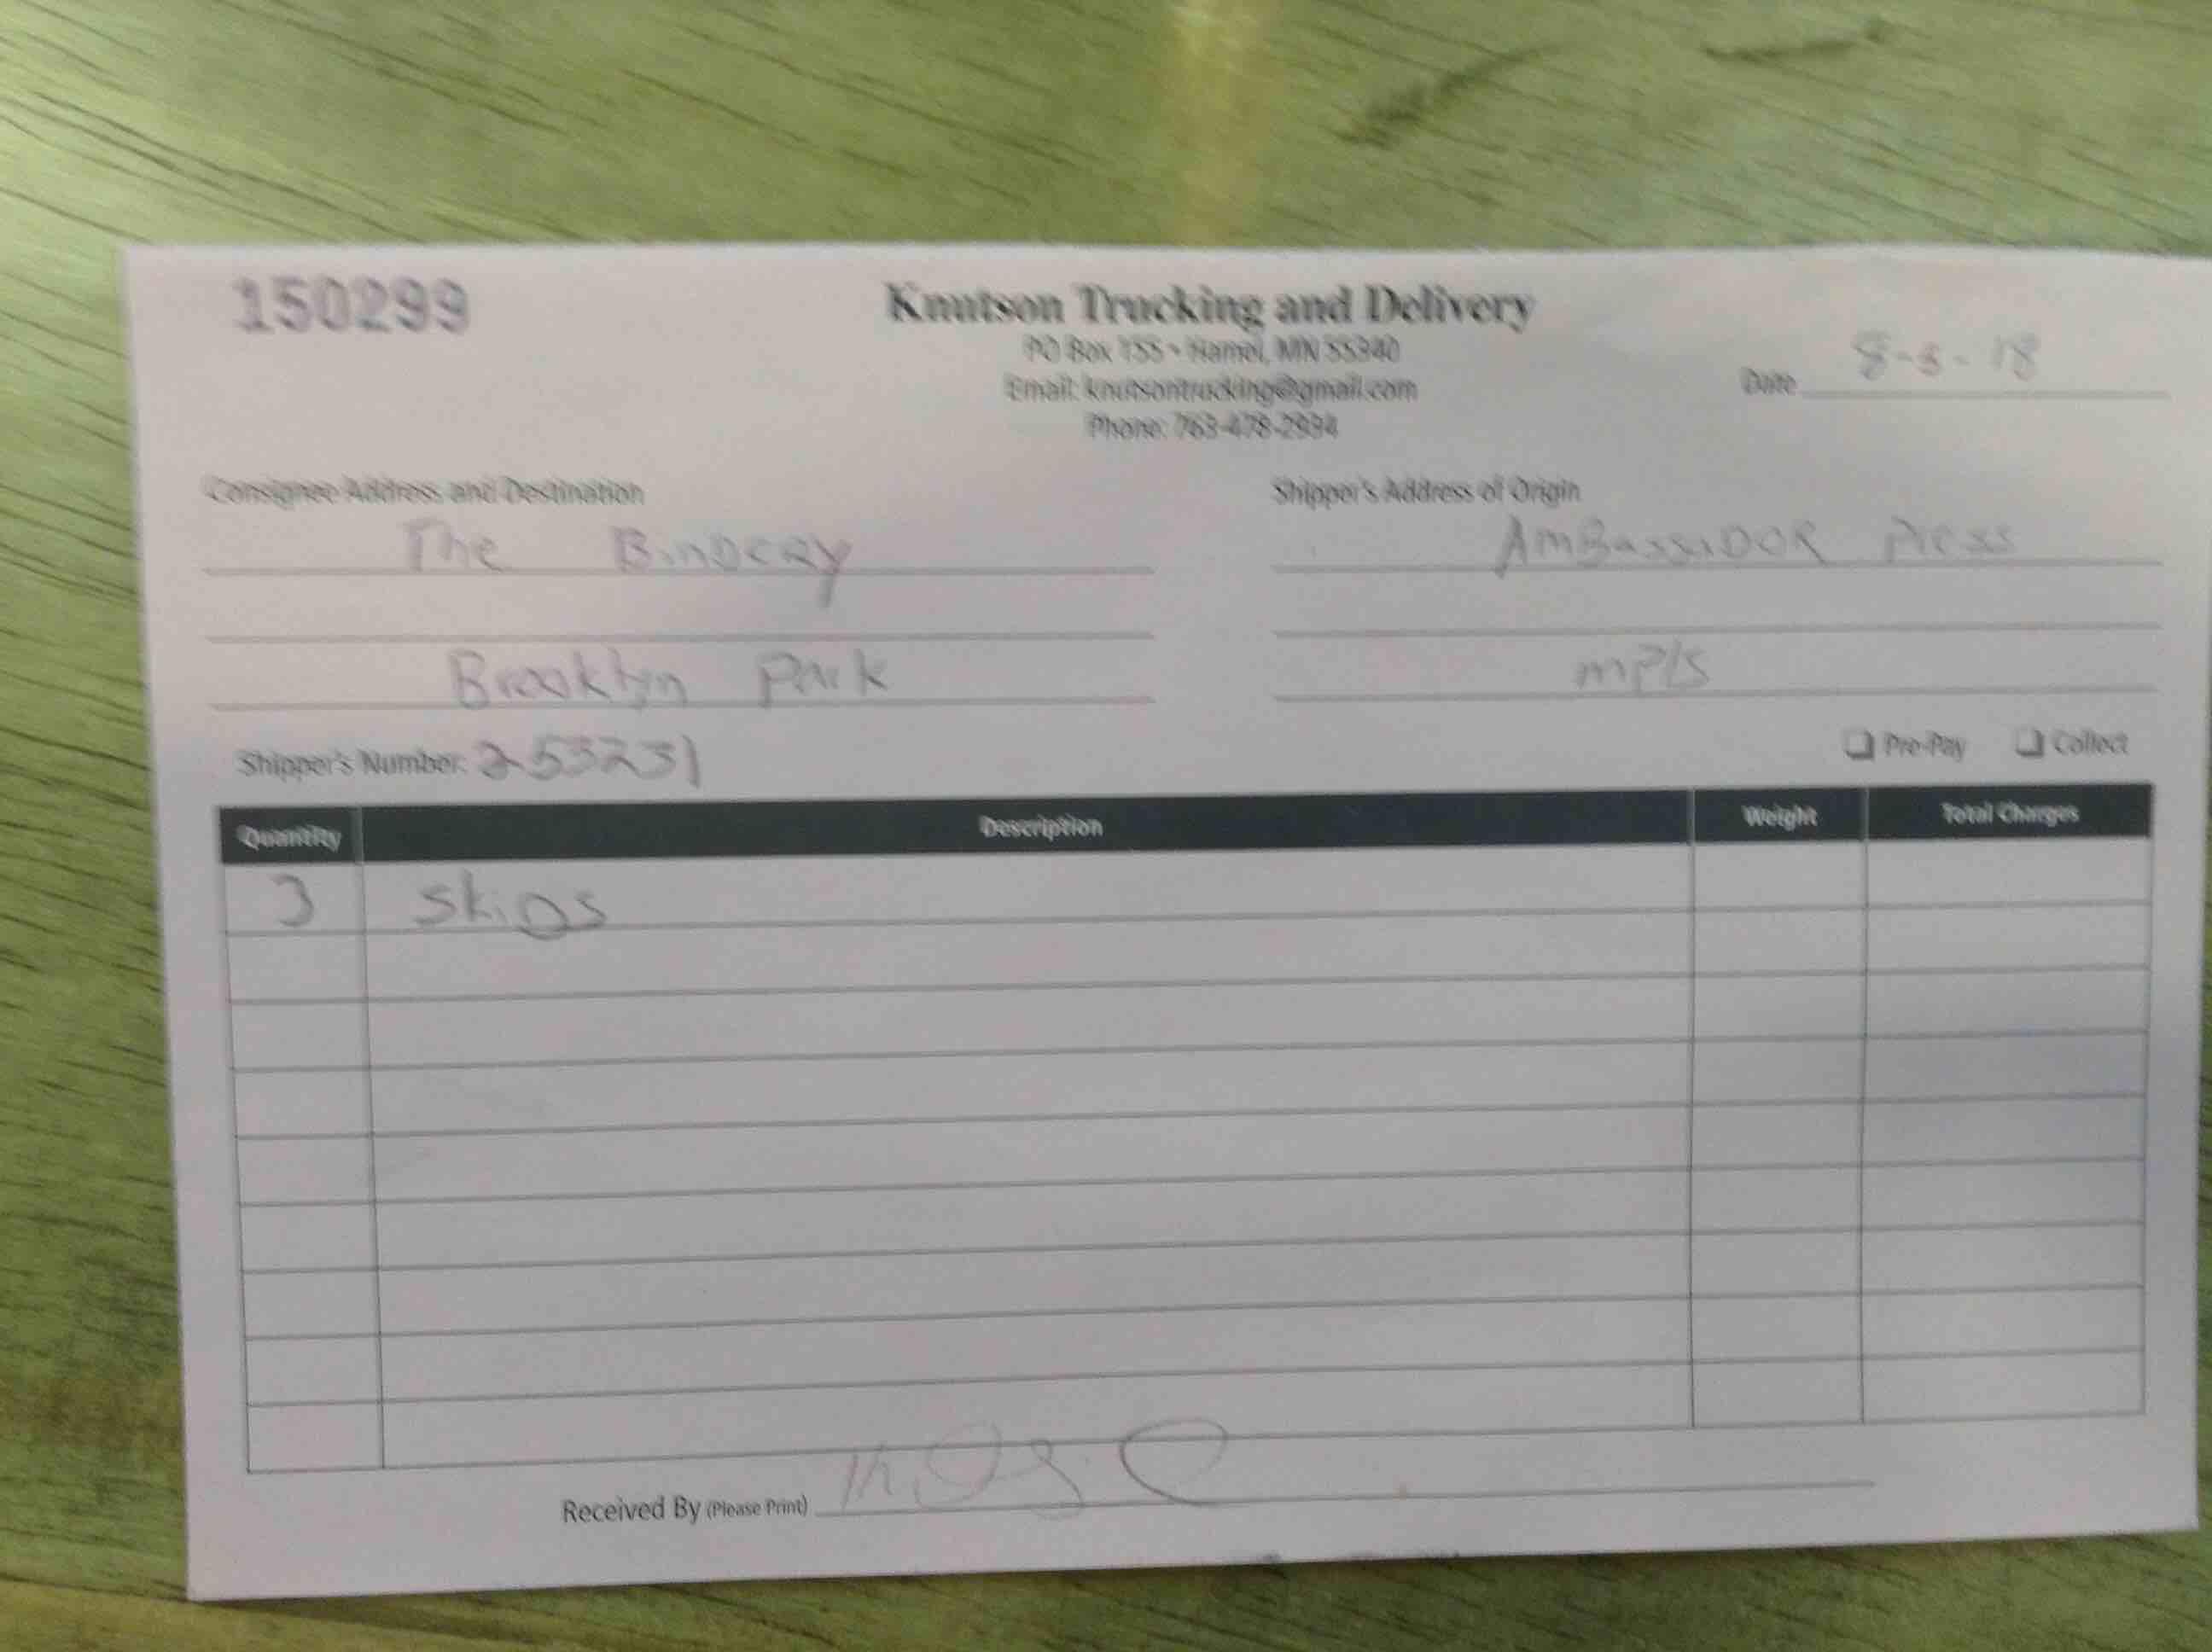 150299
Knutson Trucking and Delivery
PO Box 155 • Hamel, MN 55340
Email: knutsontrucking@gmail.com
Phone: 763-478-2934
Date 8-3-18
Consignee Address and Destination
The BinDERy
Brooklyn Park
Shipper's Address of Origin
AmBassaDOR Press
mpls
Shipper's Number: 253231
❑ Pre-Pay ❑ Collect
Quantity Description Weight Total Charges
3 SkiDS
Received By (Please Print)